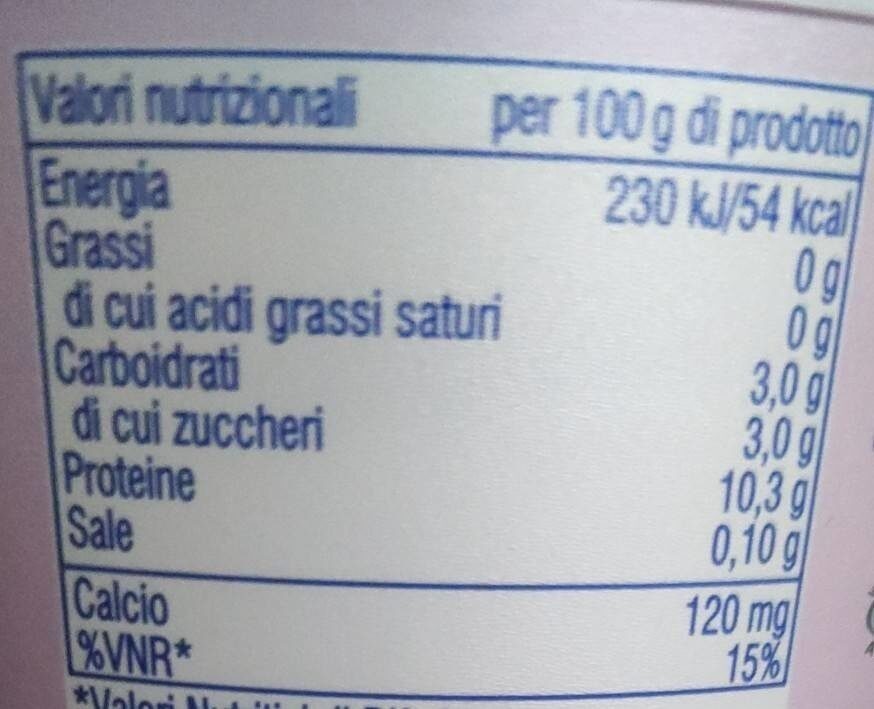 Valori nutrizionali per 100 g di prodotto
Energia 230 kJ/54 kcal
Grassi 0 g
di cui acidi grassi saturi 0 g
Carboidrati 3,0 g
di cui zuccheri 3,0 g
Proteine 10,3 g
Sale 0,10 g
Calcio 120 mg
%VNR* 15%
*Valori